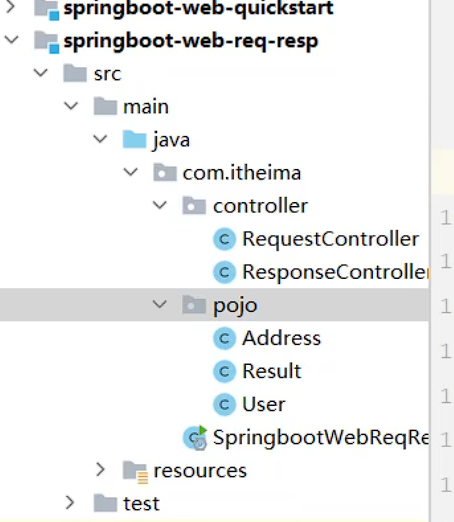 springboot-web-quickstart
springboot-web-req-resp
src
main
java
com.itheima
controller
RequestController
ResponseController
pojo
Address
Result
User
SpringbootWebReqRe
resources
test